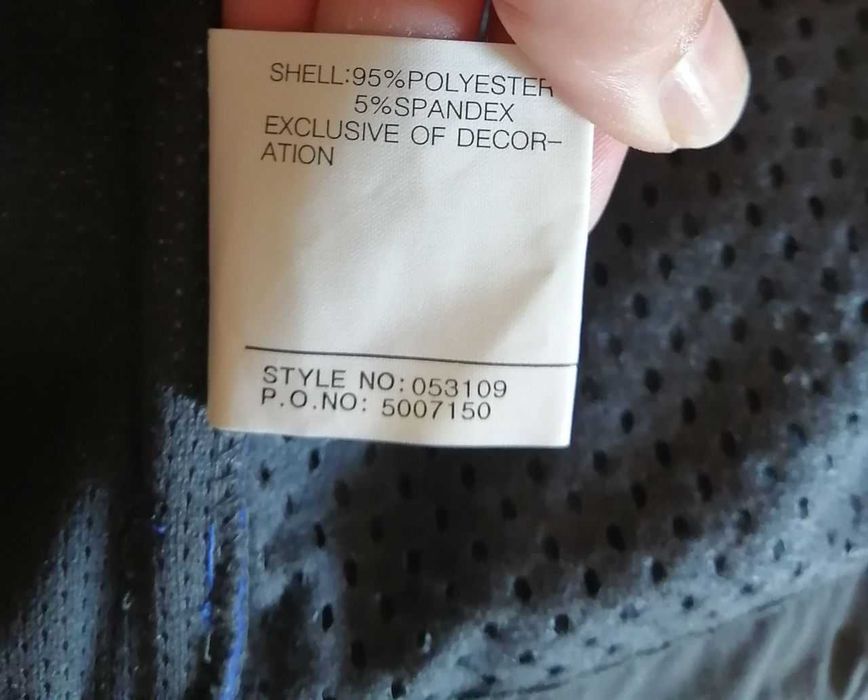 SHELL:95%POLYESTER
5%SPANDEX
EXCLUSIVE OF DECOR-
ATION
STYLE NO:053109
P.O.NO: 5007150